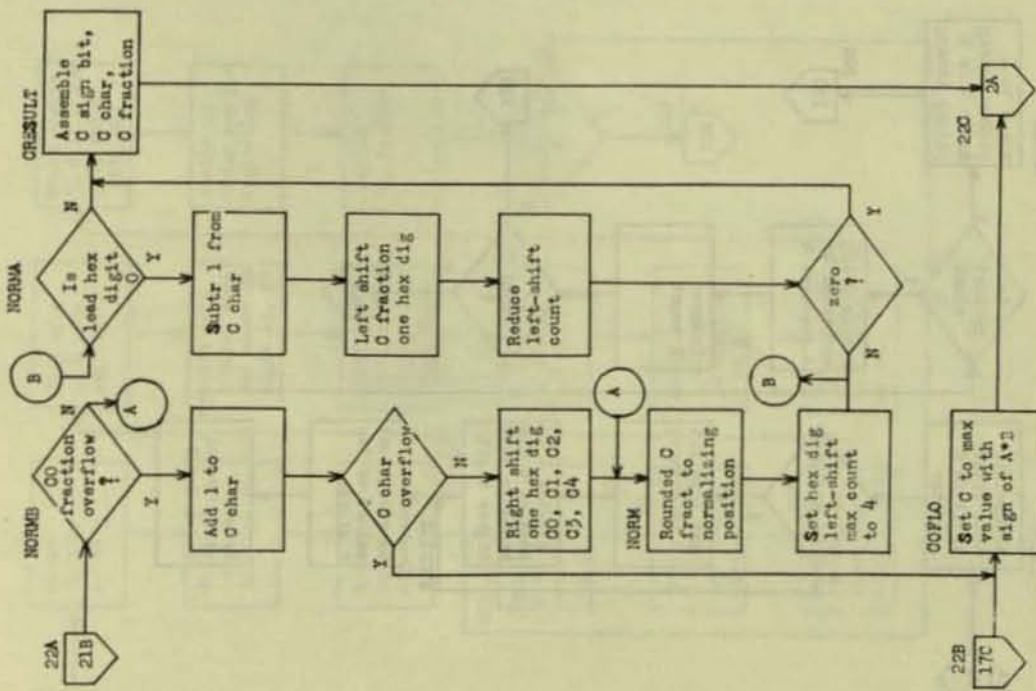 22A
21B
NORMB
C0
fraction
overflow
?
N
A
Y
Add 1 to
C char
C char
overflow
Y
N
Right shift
one hex dig
C0, C1, C2,
C3, C4
A
NORM
Rounded C
fract to
normalizing
position
Set hex dig
left-shift
max count
to 4
B
NORMA
B
Is
lead hex
digit
0
N
Y
Subtr 1 from
C char
Left shift
C fraction
one hex dig
Reduce
left-shift
count
zero
?
N
Y
CRESULT
Assemble
C sign bit,
C char,
C fraction
22B
17C
COFLO
Set C to max
value with
sign of A*B
22C
2A